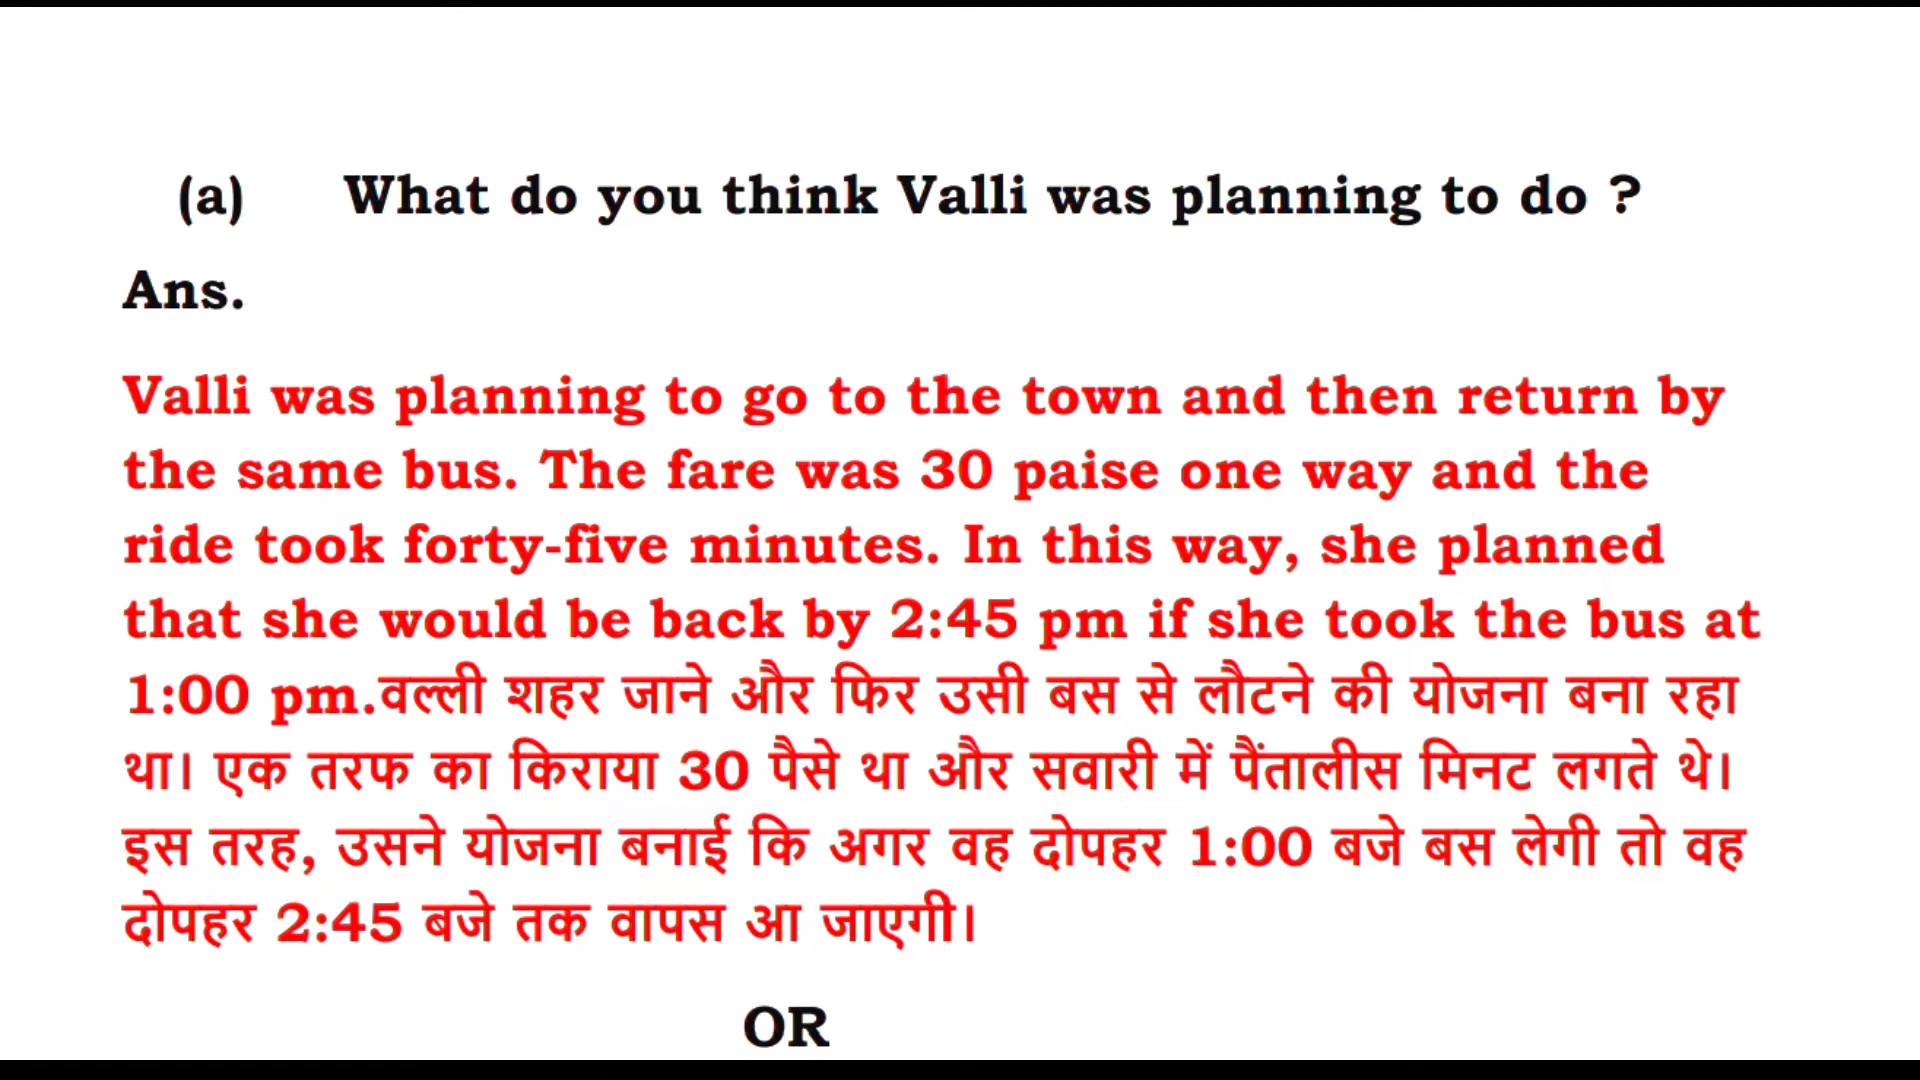 (a) What do you think Valli was planning to do ?
Ans.
Valli was planning to go to the town and then return by
the same bus. The fare was 30 paise one way and the
ride took forty-five minutes. In this way, she planned
that she would be back by 2:45 pm if she took the bus at
1:00 pm.वल्ली शहर जाने और फिर उसी बस से लौटने की योजना बना रहा
था। एक तरफ का किराया 30 पैसे था और सवारी में पैंतालीस मिनट लगते थे।
इस तरह, उसने योजना बनाई कि अगर वह दोपहर 1:00 बजे बस लेगी तो वह
दोपहर 2:45 बजे तक वापस आ जाएगी।
OR